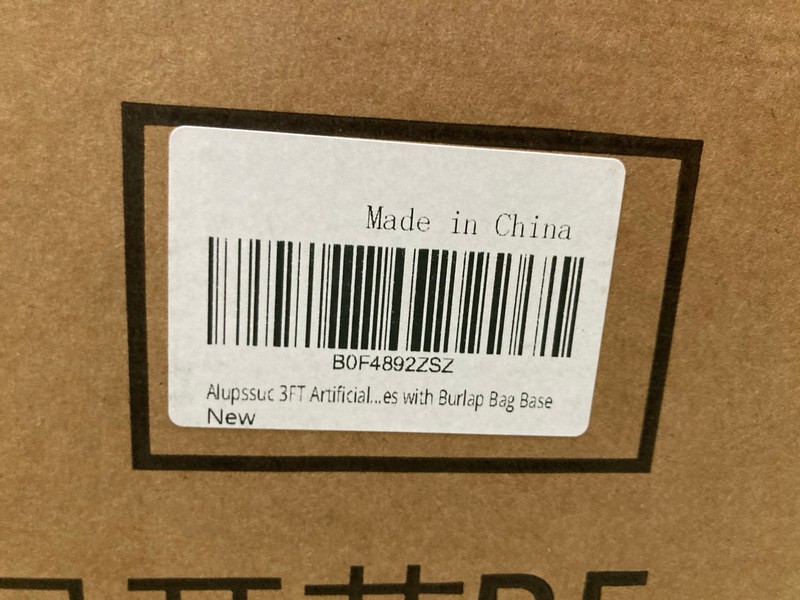 Made in China
B0F4892ZSZ
Alupssuc 3FT Artificial...es with Burlap Bag Base
New